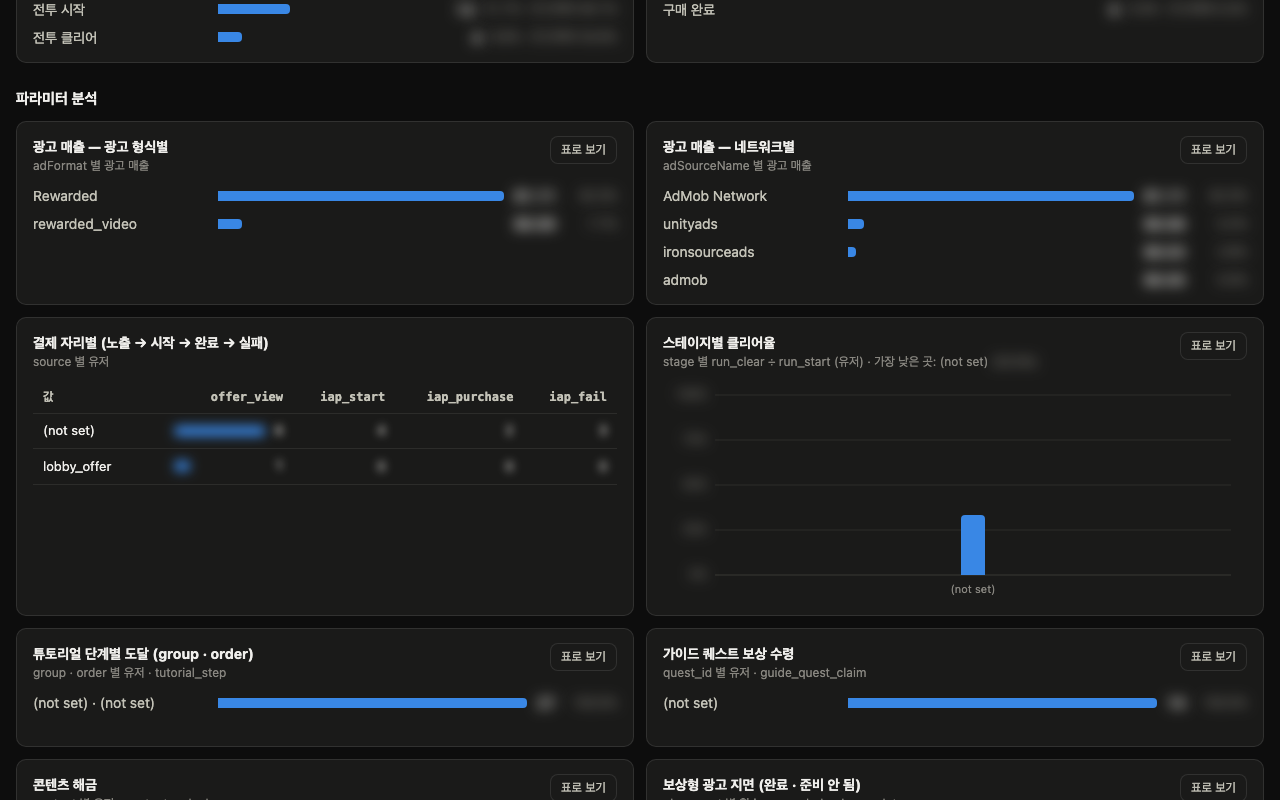 전투 시작
전투 클리어
구매 완료
파라미터 분석
광고 매출 — 광고 형식별
adFormat 별 광고 매출
표로 보기
Rewarded
rewarded_video
광고 매출 — 네트워크별
adSourceName 별 광고 매출
표로 보기
AdMob Network
unityads
ironsourceads
admob
결제 자리별 (노출 → 시작 → 완료 → 실패)
source 별 유저
값 offer_view iap_start iap_purchase iap_fail
(not set)
lobby_offer
스테이지별 클리어율
stage 별 run_clear ÷ run_start (유저) · 가장 낮은 곳: (not set)
표로 보기
(not set)
튜토리얼 단계별 도달 (group · order)
group · order 별 유저 · tutorial_step
표로 보기
(not set) · (not set)
가이드 퀘스트 보상 수령
quest_id 별 유저 · guide_quest_claim
표로 보기
(not set)
콘텐츠 해금
표로 보기
보상형 광고 지면 (완료 · 준비 안 됨)
표로 보기